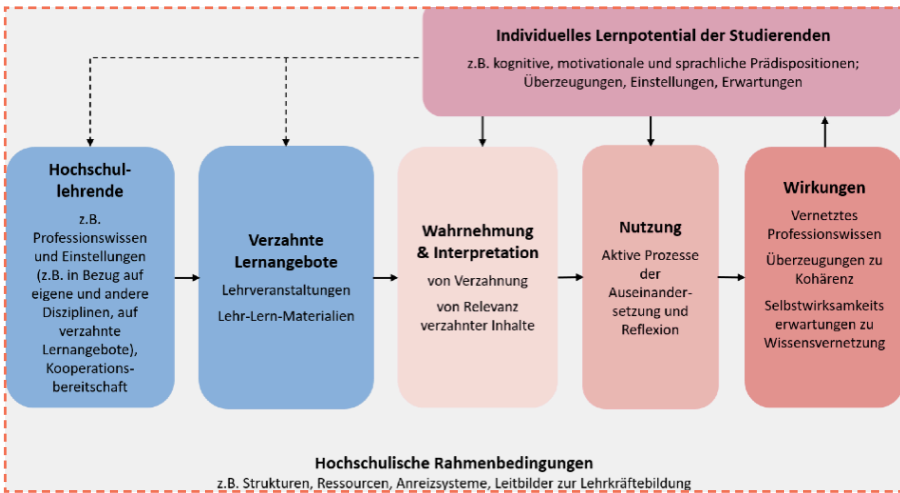 Individuelles Lernpotential der Studierenden
z.B. kognitive, motivationale und sprachliche Prädispositionen;
Überzeugungen, Einstellungen, Erwartungen
Hochschul-
lehrende
z.B.
Professionswissen
und Einstellungen
(z.B. in Bezug auf
eigene und andere
Disziplinen, auf
verzahnte
Lernangebote),
Kooperations-
bereitschaft
Verzahnte
Lernangebote
Lehrveranstaltungen
Lehr-Lern-Materialien
Wahrnehmung
& Interpretation
von Verzahnung
von Relevanz
verzahnter Inhalte
Nutzung
Aktive Prozesse
der
Auseinander-
setzung und
Reflexion
Wirkungen
Vernetztes
Professionswissen
Überzeugungen zu
Kohärenz
Selbstwirksamkeits
erwartungen zu
Wissensvernetzung
Hochschulische Rahmenbedingungen
z.B. Strukturen, Ressourcen, Anreizsysteme, Leitbilder zur Lehrkräftebildung